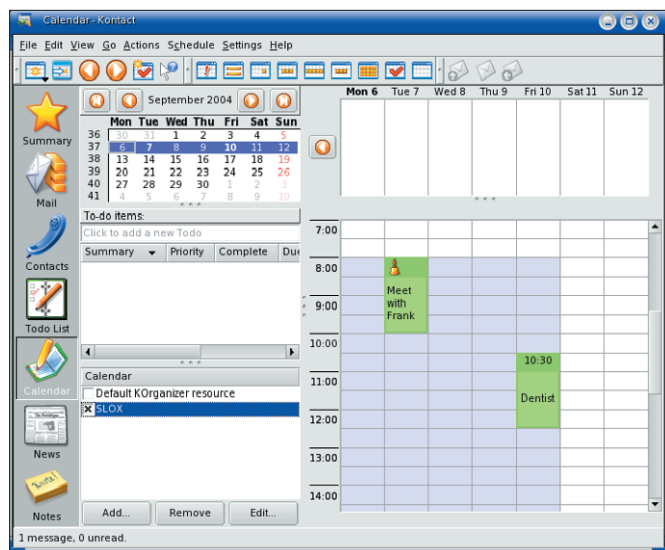 Calendar - Kontact
File Edit View Go Actions Schedule Settings Help
Summary
Mail
Contacts
Todo List
Calendar
News
Notes
September 2004
Mon Tue Wed Thu Fri Sat Sun
36 30 31 1 2 3 4 5
37 6 7 8 9 10 11 12
38 13 14 15 16 17 18 19
39 20 21 22 23 24 25 26
40 27 28 29 30 1 2 3
41 4 5 6 7 8 9 10
To-do items:
Click to add a new Todo
Summary Priority Complete Due
Calendar
Default KOrganizer resource
SLOX
Add... Remove Edit...
Mon 6 Tue 7 Wed 8 Thu 9 Fri 10 Sat 11 Sun 12
7:00
8:00
Meet
with
Frank
9:00
10:00
10:30
11:00
Dentist
12:00
13:00
14:00
1 message, 0 unread.